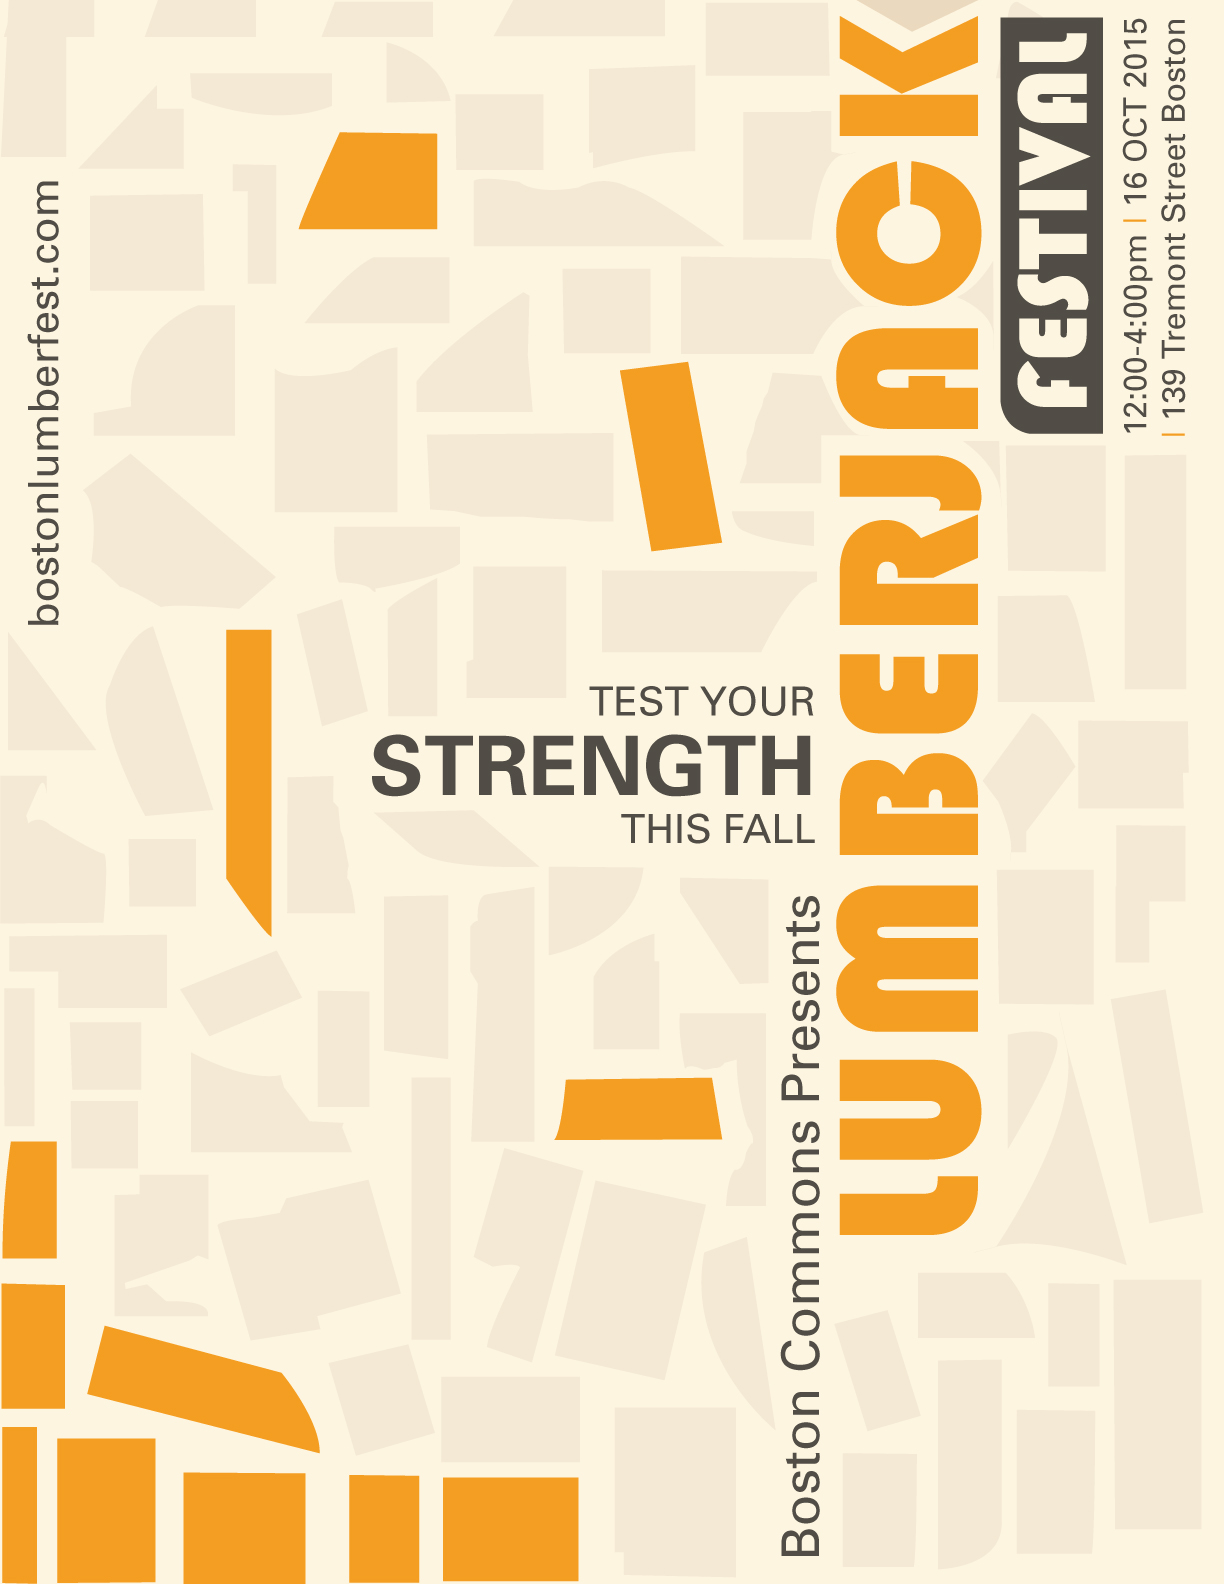 Boston Commons Presents
LUMBERJACK
FESTIVAL
12:00-4:00pm | 16 OCT 2015
| 139 Tremont Street Boston
TEST YOUR
STRENGTH
THIS FALL
bostonlumberfest.com